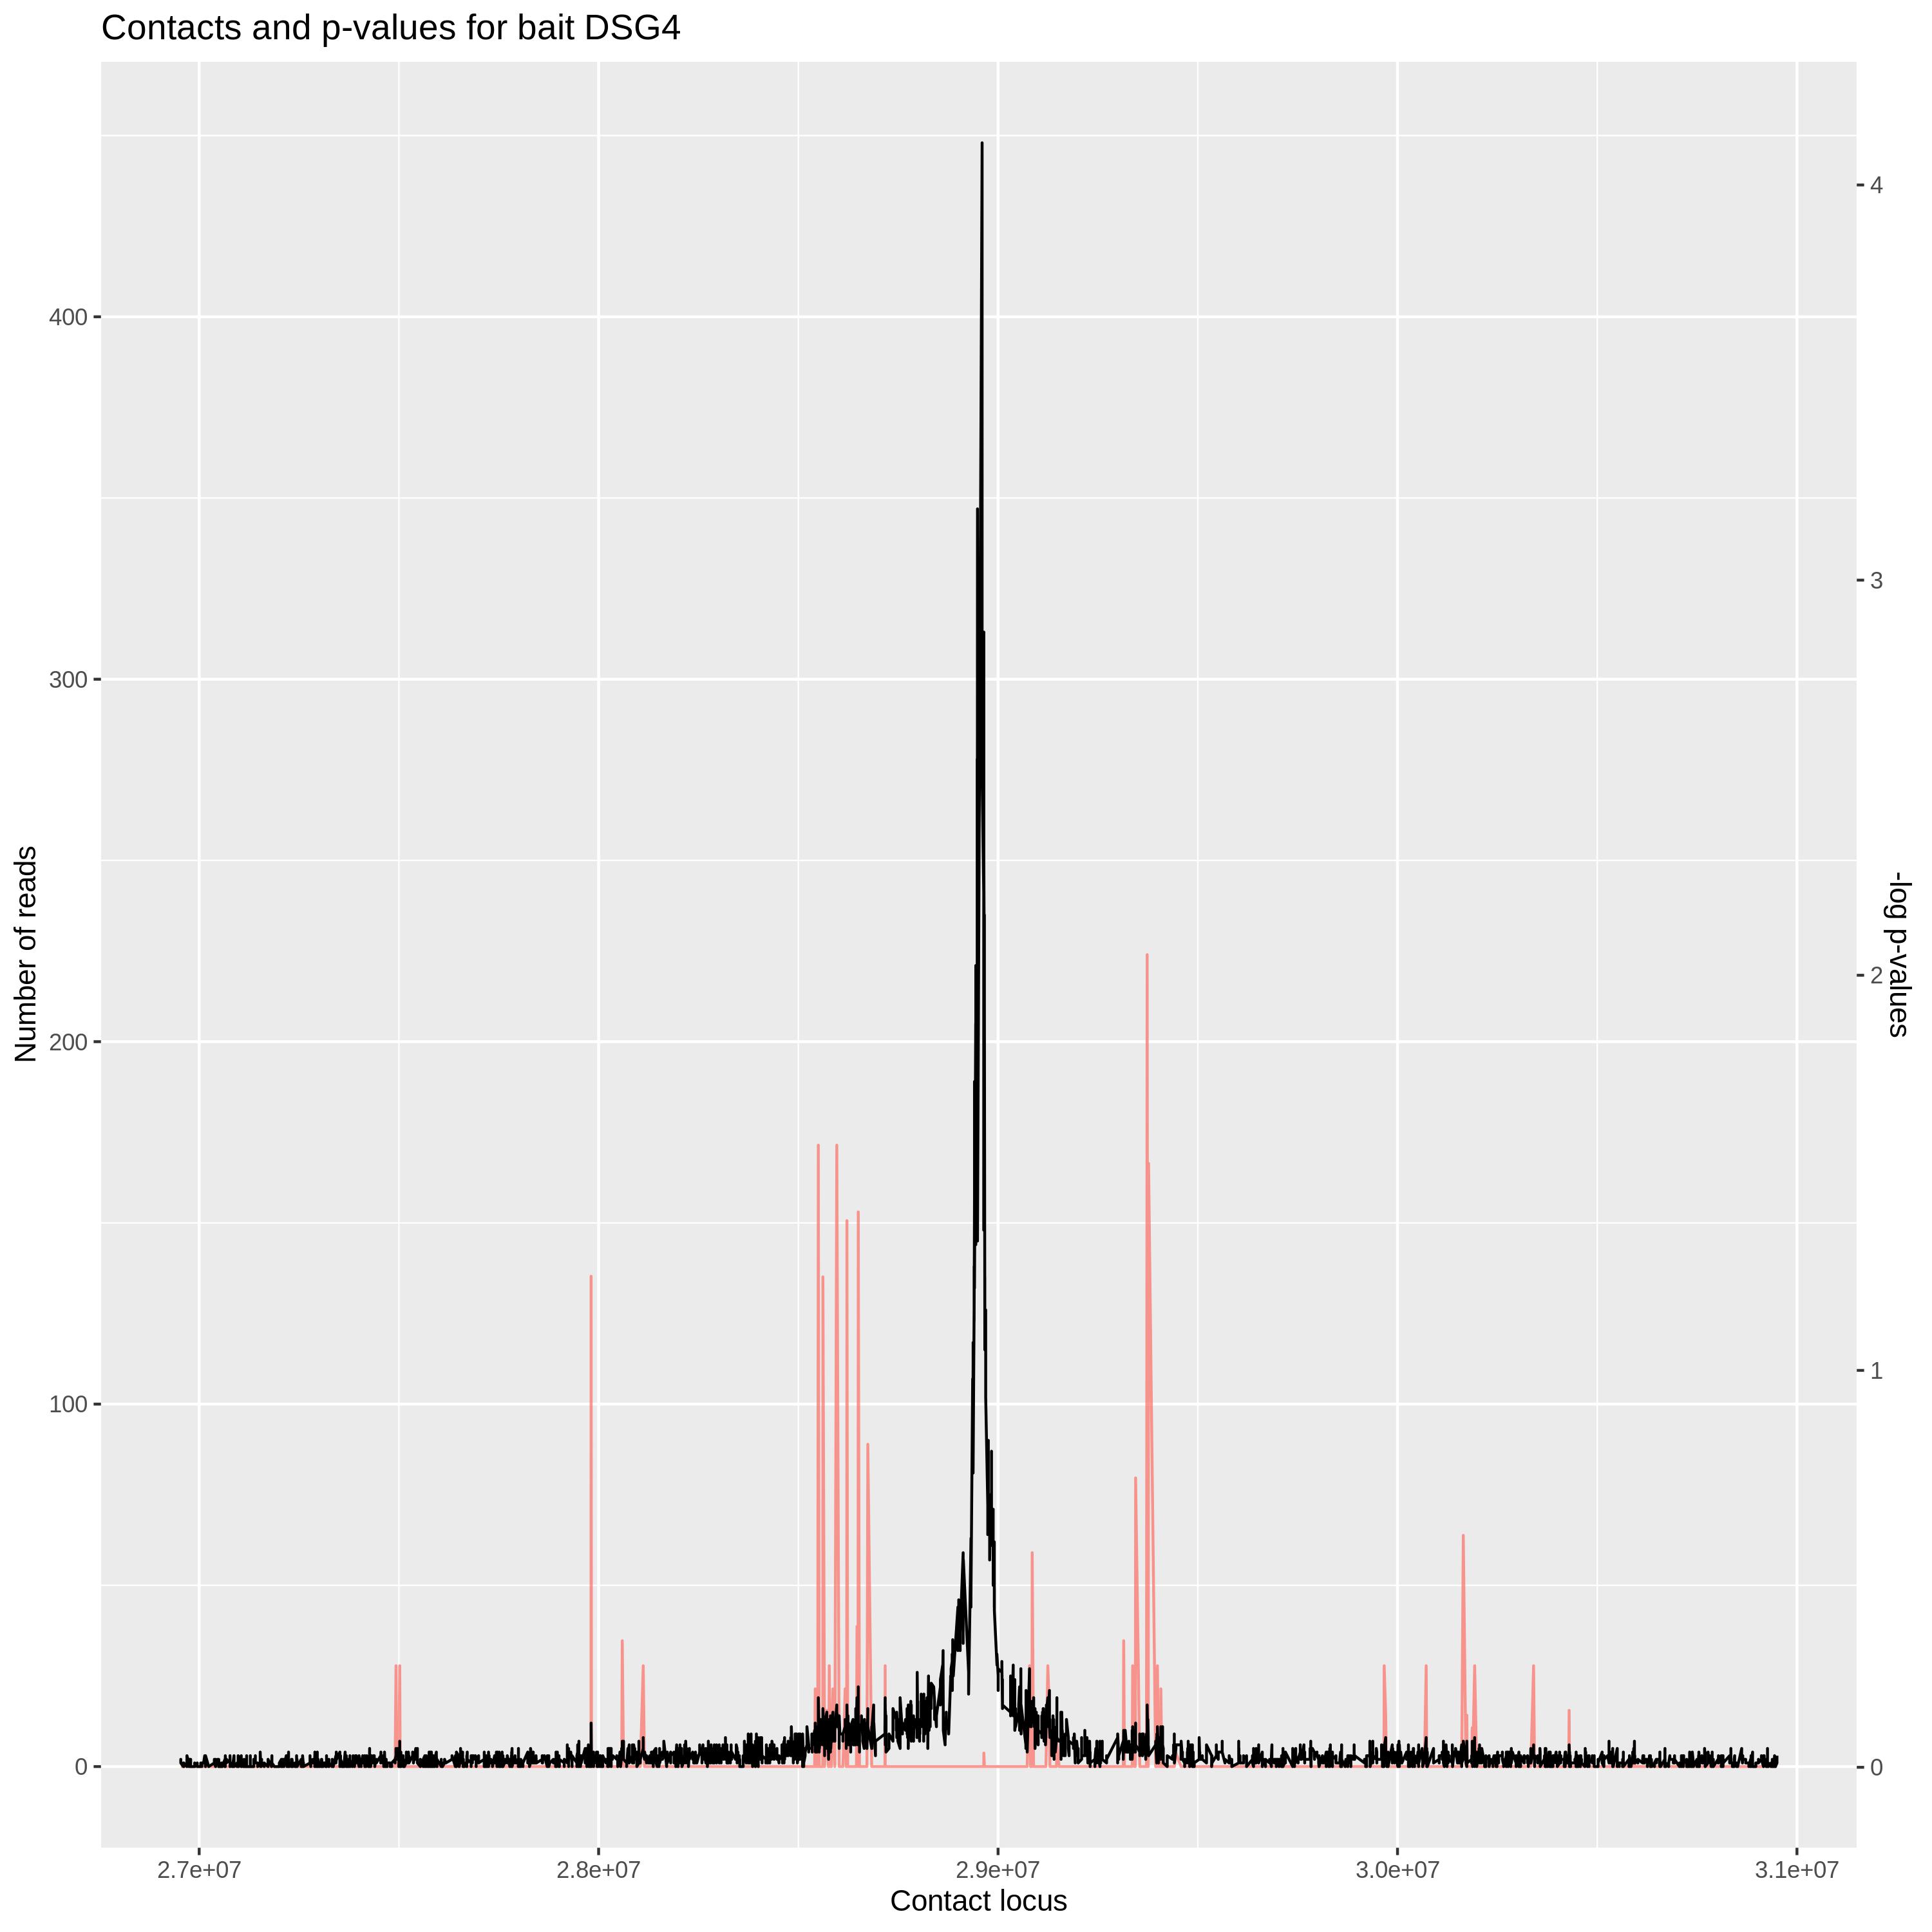 Contacts and p-values for bait DSG4
Number of reads
400
300
200
100
0
4
3
2
1
0
-log p-values
2.7e+07
2.8e+07
2.9e+07
3.0e+07
3.1e+07
Contact locus